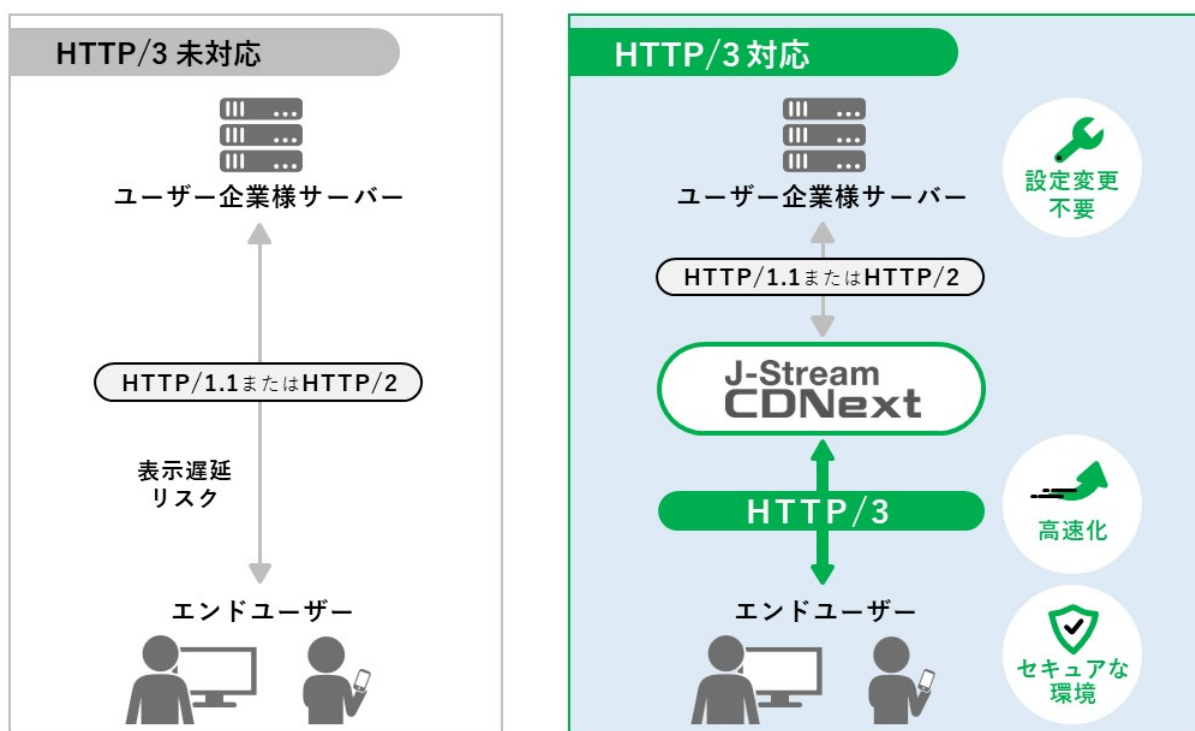 HTTP/3 未対応
ユーザー企業様サーバー
HTTP/1.1またはHTTP/2
表示遅延
リスク
エンドユーザー
HTTP/3 対応
ユーザー企業様サーバー
設定変更
不要
HTTP/1.1またはHTTP/2
J-Stream
CDNext
HTTP/3
高速化
エンドユーザー
セキュアな
環境